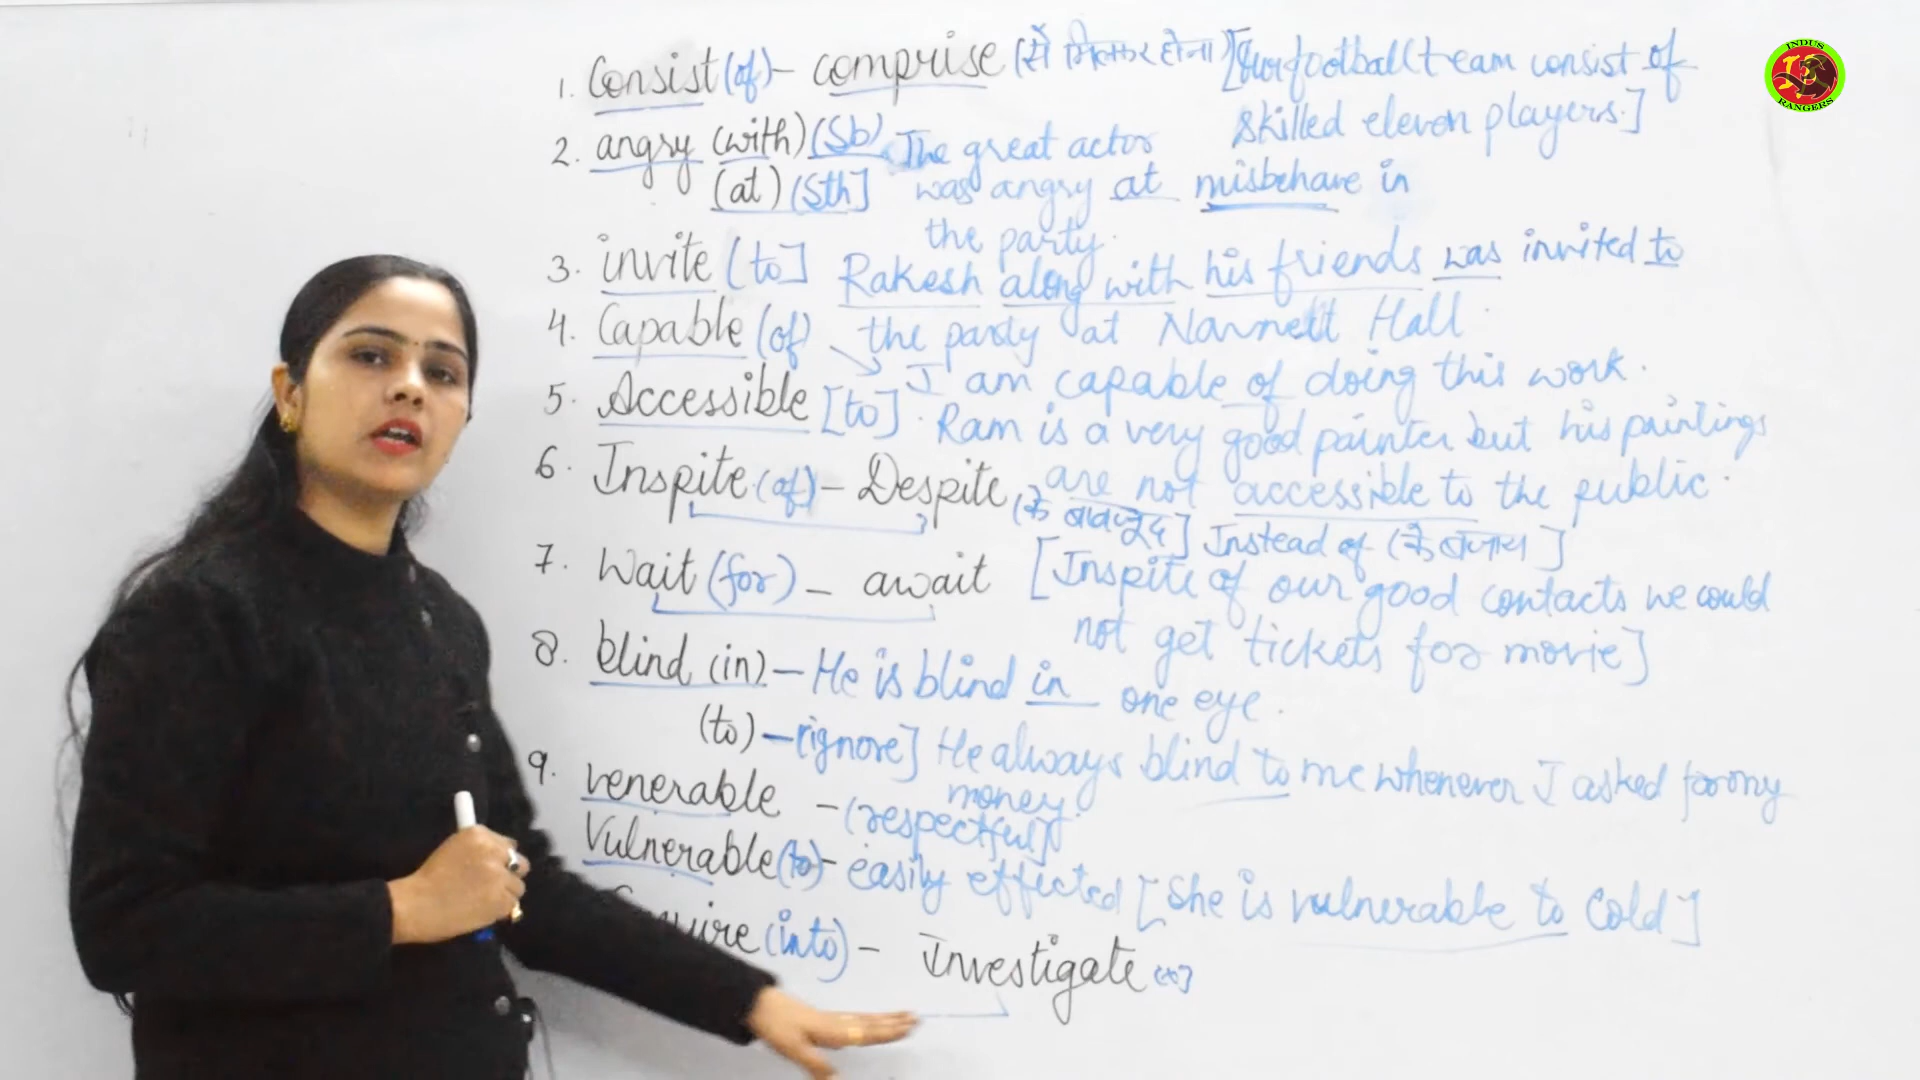 INDUS
RANGERS
1. Consist (of) - comprise (से मिलकर होना) [Our football team consist of
skilled eleven players.]
2. angry (with) (Sb) The great actor
(at) (Sth] was angry at misbehave in
the party.
3. invite (to] Rakesh along with his friends was invited to
4. Capable (of) the party at Hall.
I am capable of doing this work.
5. Accessible [to]. Ram is a very good painter but his paintings
6. Inspite (of) - Despite, are not accessible to the public.
(के बावजूद] Instead of (के बजाय]
7. Wait (for) - await [Inspite of our good contacts we could
not get tickets for movie]
8. blind (in) - He is blind in one eye.
(to) - (ignore] He always blind to me whenever I asked for my
money.
9. venerable - (respectful]
Vulnerable (to) - easily effected [She is vulnerable to cold]
(into) - Investigate